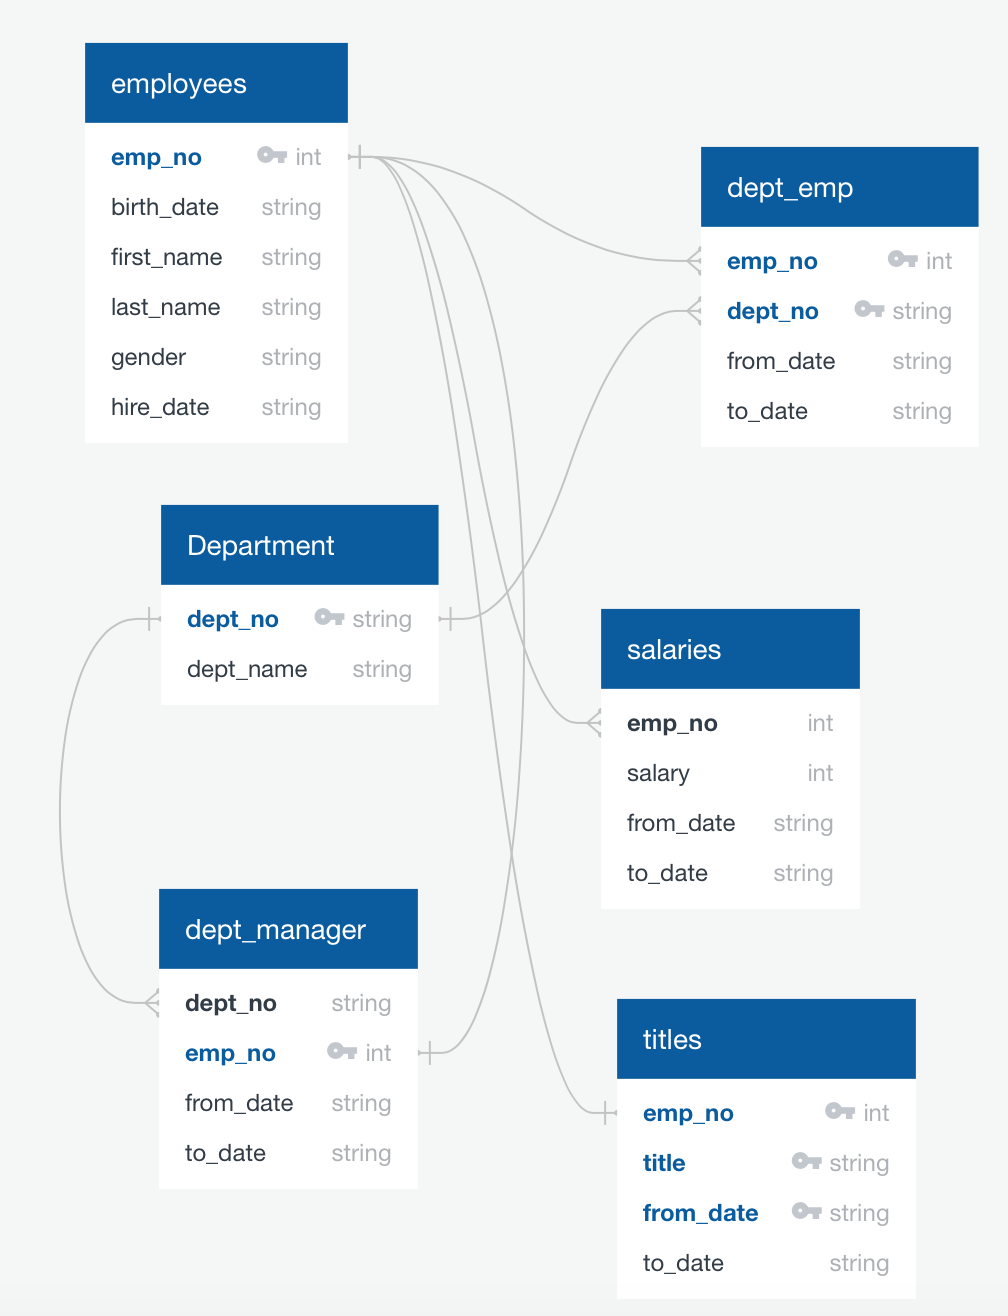 employees
emp_no int
birth_date string
first_name string
last_name string
gender string
hire_date string
dept_emp
emp_no int
dept_no string
from_date string
to_date string
Department
dept_no string
dept_name string
salaries
emp_no int
salary int
from_date string
to_date string
dept_manager
dept_no string
emp_no int
from_date string
to_date string
titles
emp_no int
title string
from_date string
to_date string